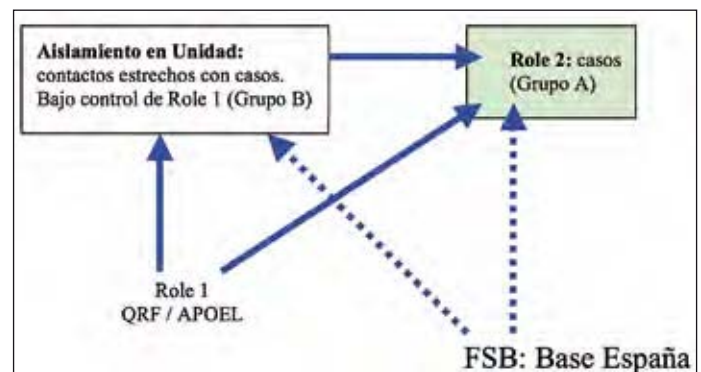 Aislamiento en Unidad:
contactos estrechos con casos.
Bajo control de Role 1 (Grupo B)
Role 2: casos
(Grupo A)
Role 1
QRF / APOEL
FSB: Base España